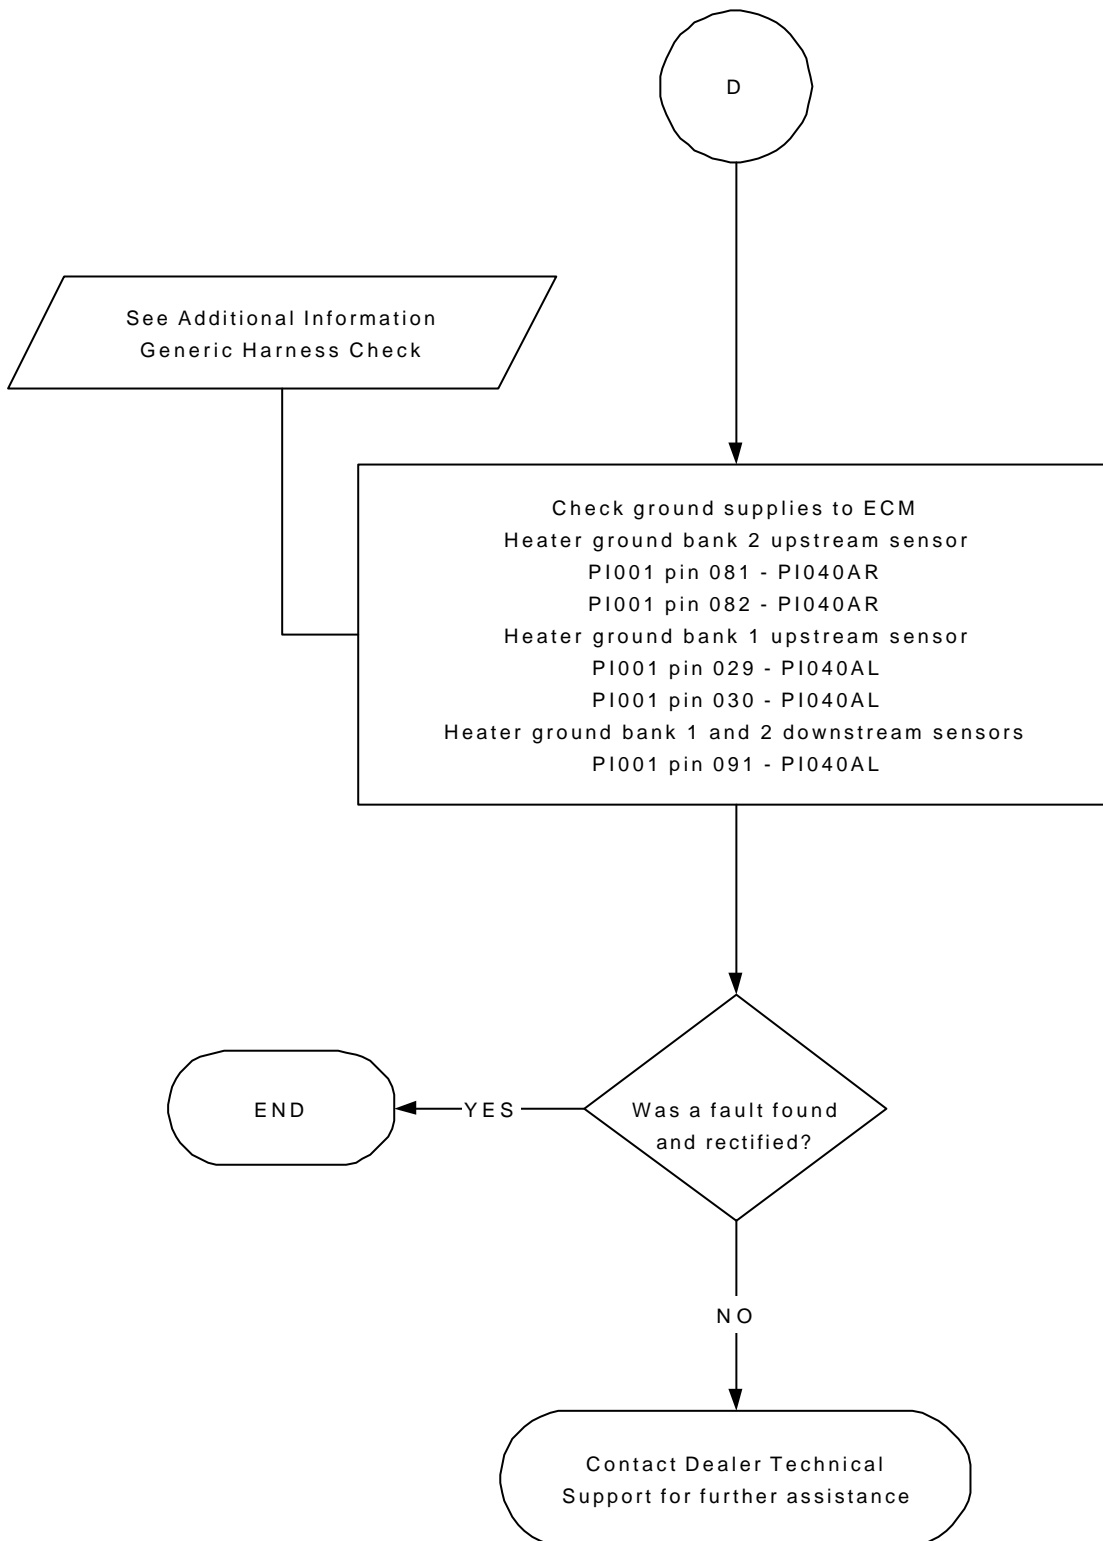 D
See Additional Information
Generic Harness Check
Check ground supplies to ECM
Heater ground bank 2 upstream sensor
PI001 pin 081 - PI040AR
PI001 pin 082 - PI040AR
Heater ground bank 1 upstream sensor
PI001 pin 029 - PI040AL
PI001 pin 030 - PI040AL
Heater ground bank 1 and 2 downstream sensors
PI001 pin 091 - PI040AL
END
YES
Was a fault found
and rectified?
NO
Contact Dealer Technical
Support for further assistance